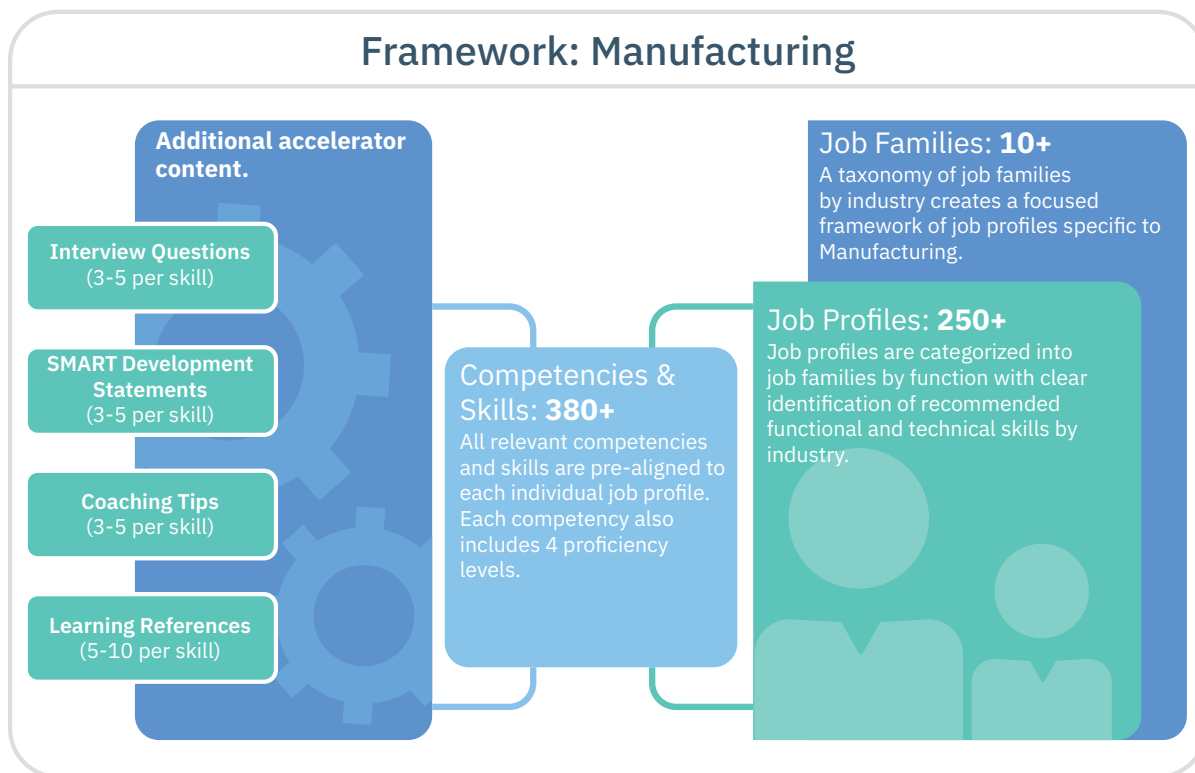 Framework: Manufacturing
Additional accelerator
content.
Interview Questions
(3-5 per skill)
SMART Development
Statements
(3-5 per skill)
Coaching Tips
(3-5 per skill)
Learning References
(5-10 per skill)
Competencies &
Skills: 380+
All relevant competencies
and skills are pre-aligned to
each individual job profile.
Each competency also
includes 4 proficiency
levels.
Job Families: 10+
A taxonomy of job families
by industry creates a focused
framework of job profiles specific to
Manufacturing.
Job Profiles: 250+
Job profiles are categorized into
job families by function with clear
identification of recommended
functional and technical skills by
industry.